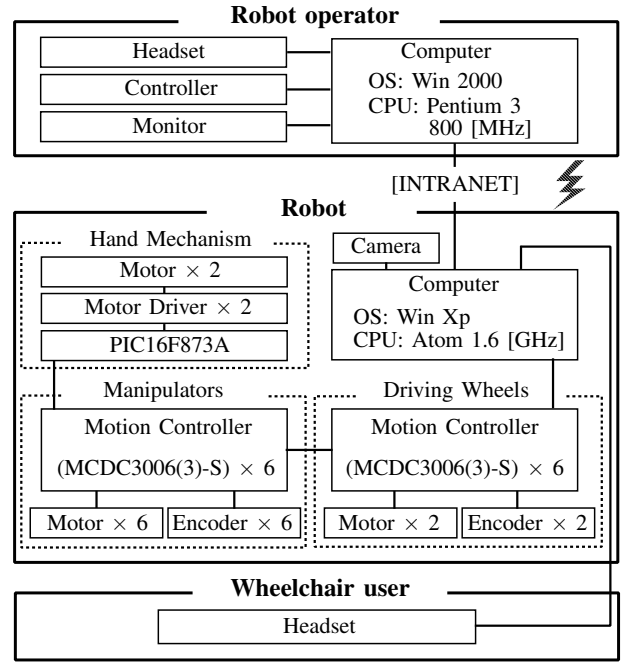 Robot operator
Headset
Controller
Monitor
Computer
OS: Win 2000
CPU: Pentium 3
800 [MHz]
[INTRANET]
Robot
Hand Mechanism
Motor × 2
Motor Driver × 2
PIC16F873A
Camera
Computer
OS: Win Xp
CPU: Atom 1.6 [GHz]
Manipulators
Motion Controller
(MCDC3006(3)-S) × 6
Motor × 6
Encoder × 6
Driving Wheels
Motion Controller
(MCDC3006(3)-S) × 6
Motor × 2
Encoder × 2
Wheelchair user
Headset